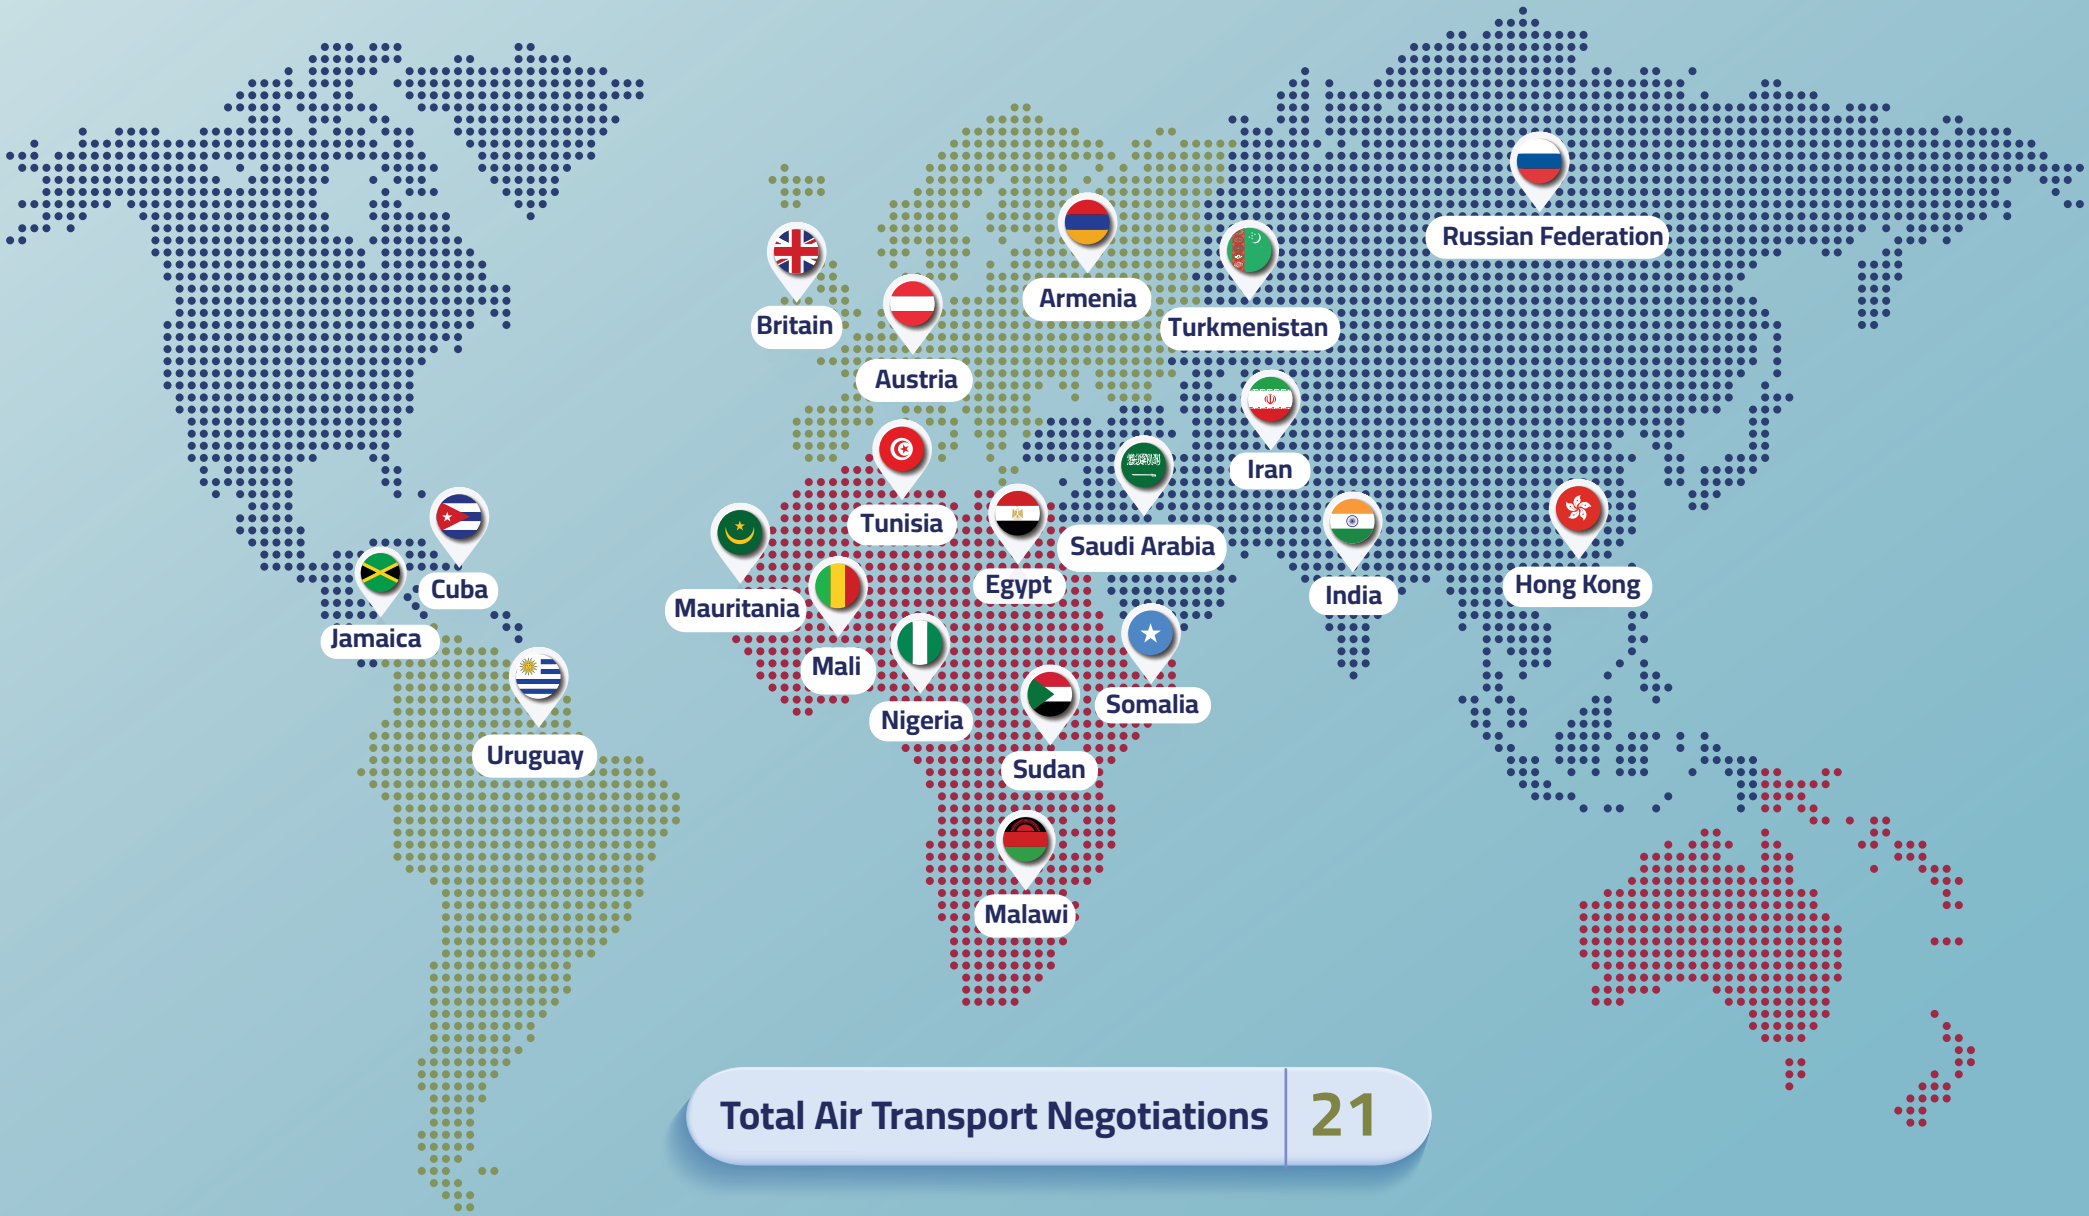 Russian Federation
Armenia
Britain
Turkmenistan
Austria
Iran
Tunisia
Saudi Arabia
Egypt
Hong Kong
Cuba
India
Mauritania
Jamaica
Mali
Somalia
Nigeria
Uruguay
Sudan
Malawi
Total Air Transport Negotiations 21